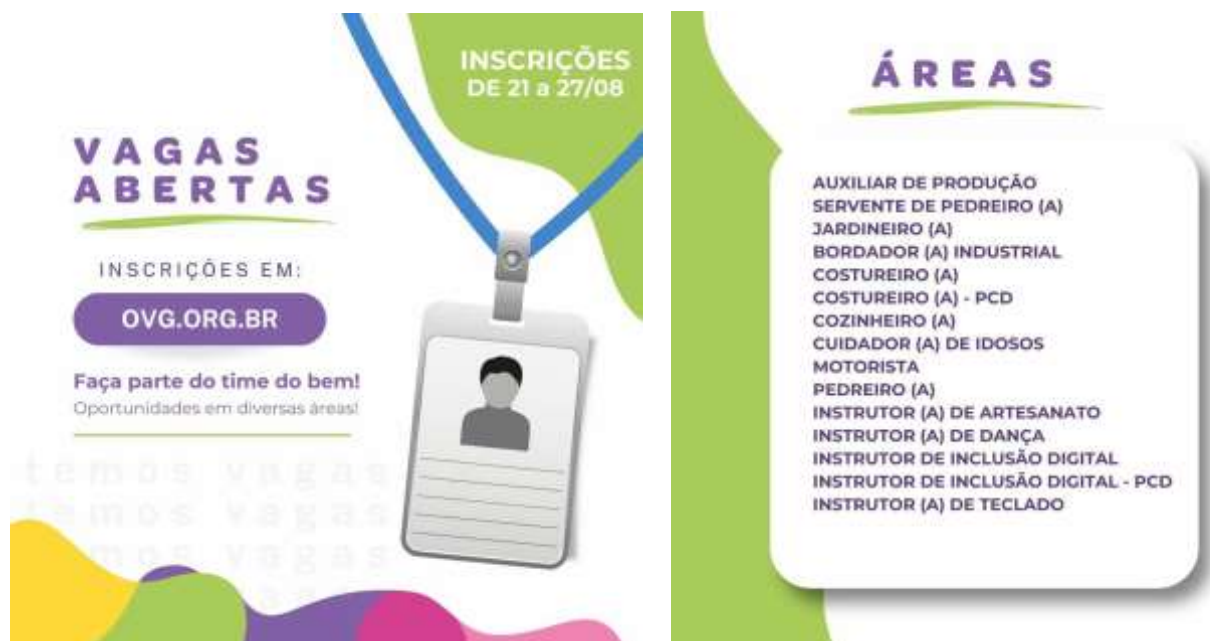 INSCRIÇÕES
DE 21 a 27/08
VAGAS
ABERTAS
INSCRIÇÕES EM:
OVG.ORG.BR
Faça parte do time do bem!
Oportunidades em diversas áreas!
temos vagas
temos vagas
temos vagas
ÁREAS
AUXILIAR DE PRODUÇÃO
SERVENTE DE PEDREIRO (A)
JARDINEIRO (A)
BORDADOR (A) INDUSTRIAL
COSTUREIRO (A)
COSTUREIRO (A) - PCD
COZINHEIRO (A)
CUIDADOR (A) DE IDOSOS
MOTORISTA
PEDREIRO (A)
INSTRUTOR (A) DE ARTESANATO
INSTRUTOR (A) DE DANÇA
INSTRUTOR DE INCLUSÃO DIGITAL
INSTRUTOR DE INCLUSÃO DIGITAL - PCD
INSTRUTOR (A) DE TECLADO